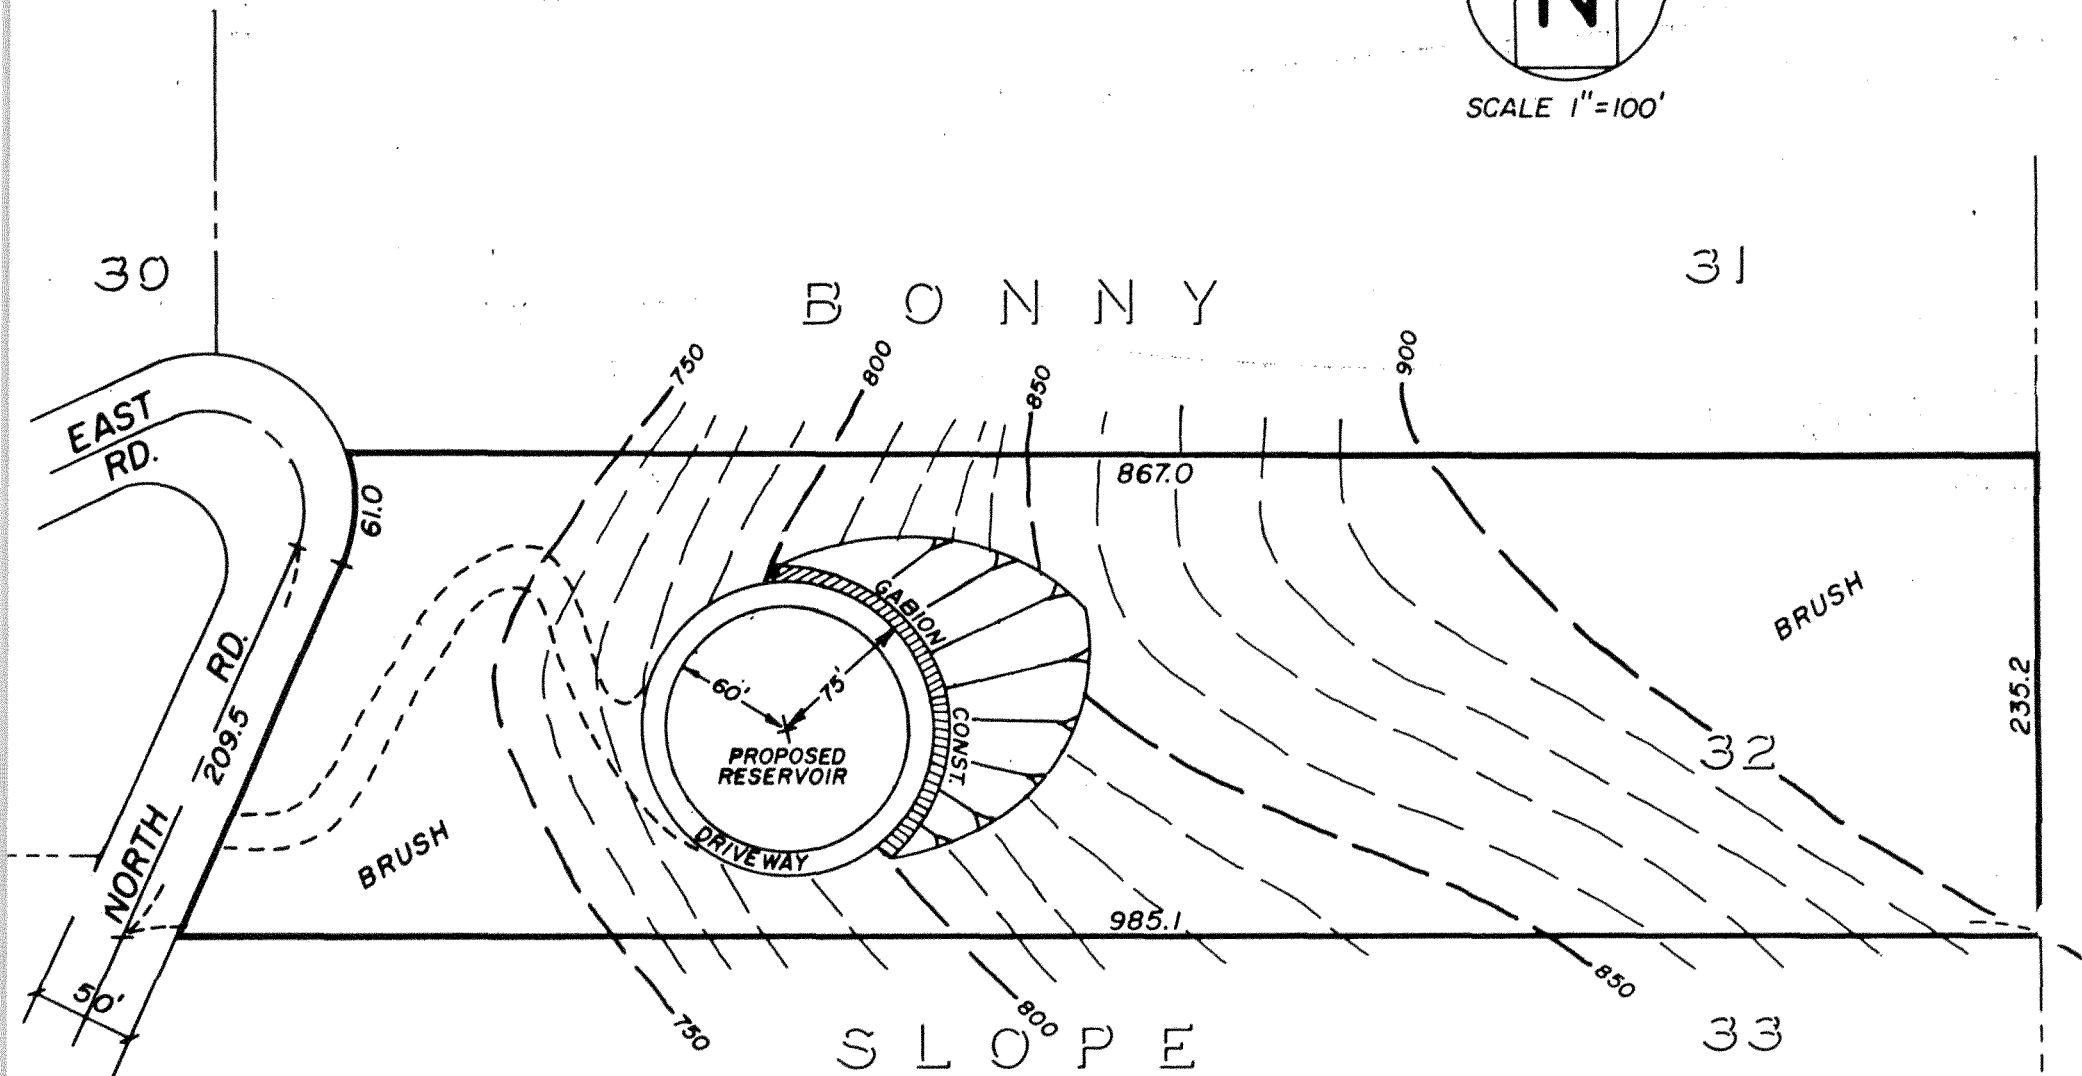 N
SCALE 1"=100'
30
31
BONNY
750
800
850
900
EAST
RD.
867.0
61.0
GABION
BRUSH
RD.
60'
75'
235.2
209.5
CONST.
32
PROPOSED
RESERVOIR
NORTH
BRUSH
DRIVEWAY
985.1
50'
750
800
850
SLOPE
33